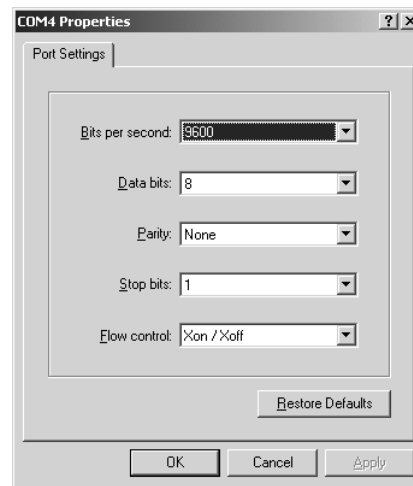 COM4 Properties
Port Settings
Bits per second: 9600
Data bits: 8
Parity: None
Stop bits: 1
Flow control: Xon / Xoff
Restore Defaults
OK Cancel Apply